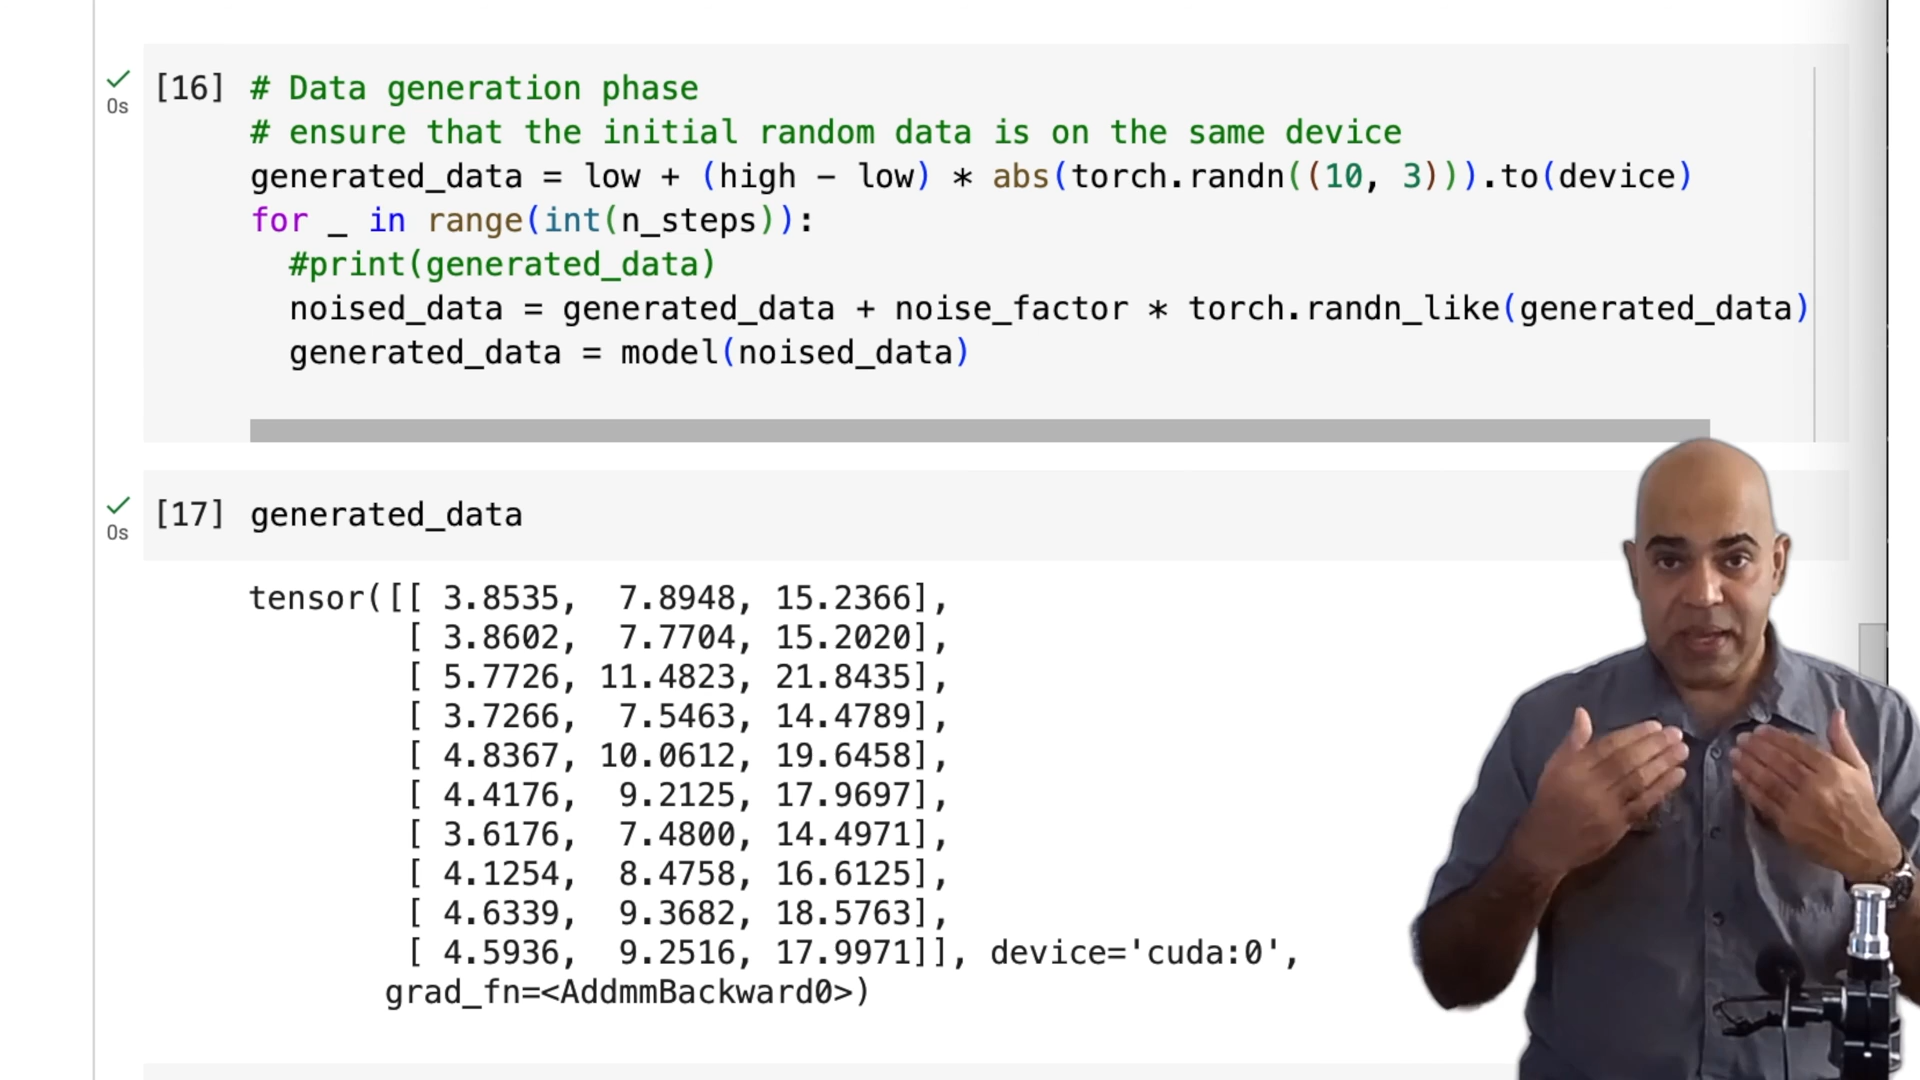 [16] # Data generation phase
0s
# ensure that the initial random data is on the same device
generated_data = low + (high - low) * abs(torch.randn((10, 3))).to(device)
for _ in range(int(n_steps)):
  #print(generated_data)
  noised_data = generated_data + noise_factor * torch.randn_like(generated_data)
  generated_data = model(noised_data)
[17] generated_data
0s
tensor([[ 3.8535,  7.8948, 15.2366],
        [ 3.8602,  7.7704, 15.2020],
        [ 5.7726, 11.4823, 21.8435],
        [ 3.7266,  7.5463, 14.4789],
        [ 4.8367, 10.0612, 19.6458],
        [ 4.4176,  9.2125, 17.9697],
        [ 3.6176,  7.4800, 14.4971],
        [ 4.1254,  8.4758, 16.6125],
        [ 4.6339,  9.3682, 18.5763],
        [ 4.5936,  9.2516, 17.9971]], device='cuda:0',
       grad_fn=<AddmmBackward0>)